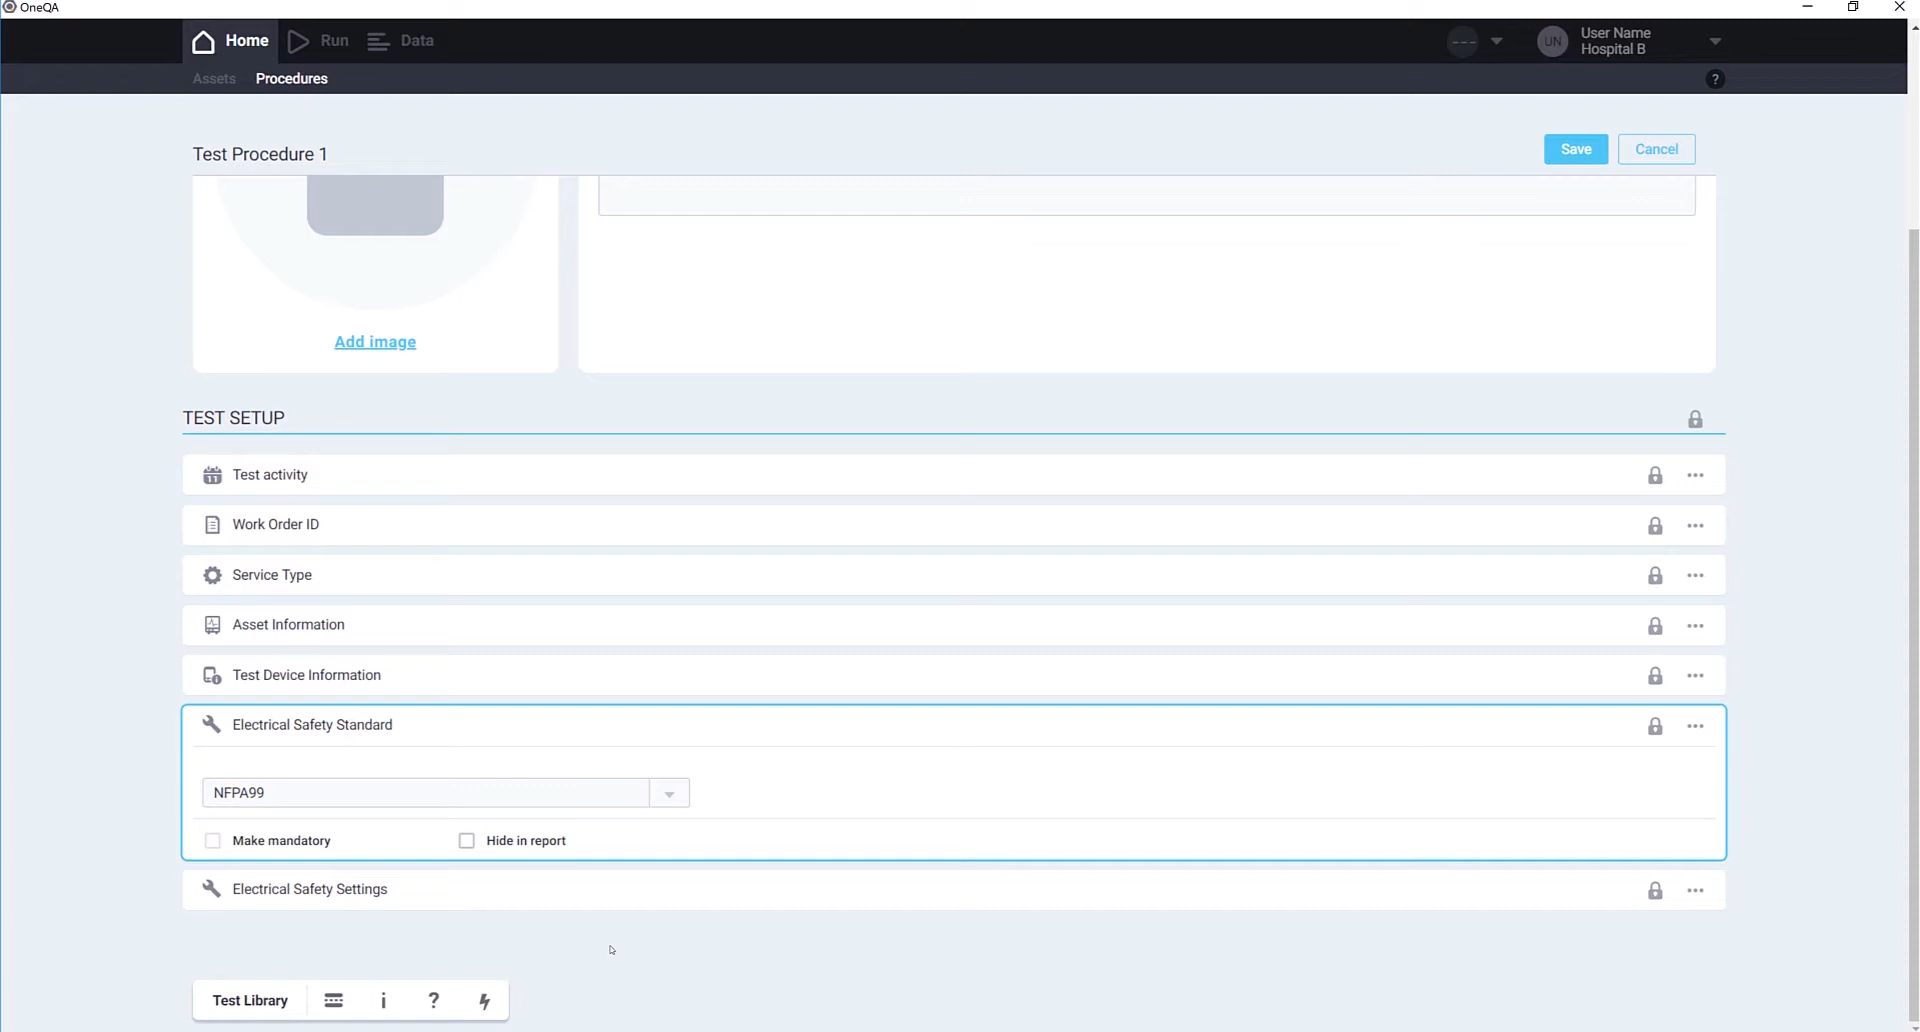 OneQA
Home Run Data
--- UN User Name
Hospital B
Assets Procedures ?
Test Procedure 1 Save Cancel
Add image
TEST SETUP
11 Test activity
Work Order ID
Service Type
Asset Information
Test Device Information
Electrical Safety Standard
NFPA99
Make mandatory Hide in report
Electrical Safety Settings
Test Library i ?